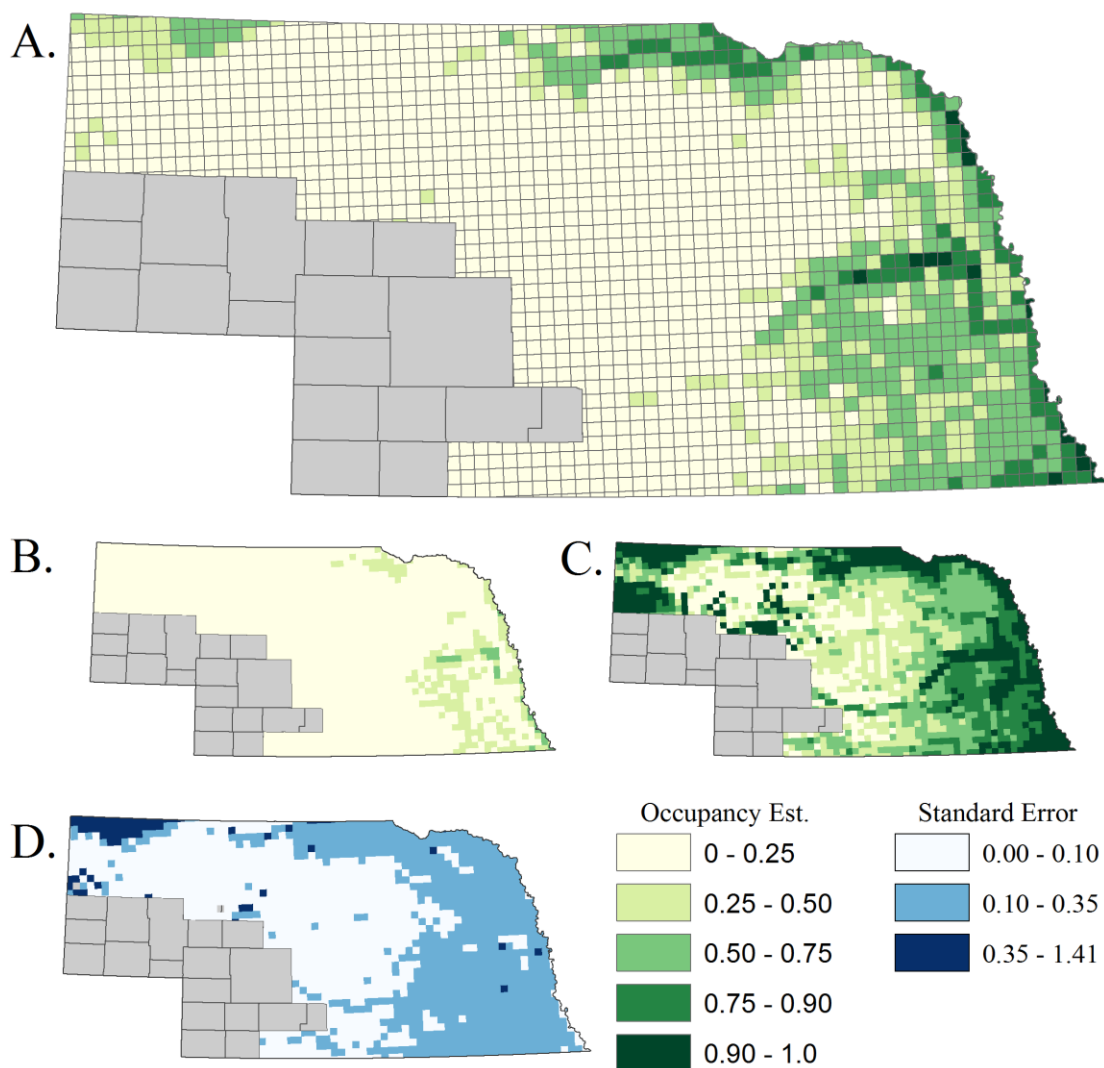 A.
B.
C.
D.
Occupancy Est.
0 - 0.25
0.25 - 0.50
0.50 - 0.75
0.75 - 0.90
0.90 - 1.0
Standard Error
0.00 - 0.10
0.10 - 0.35
0.35 - 1.41